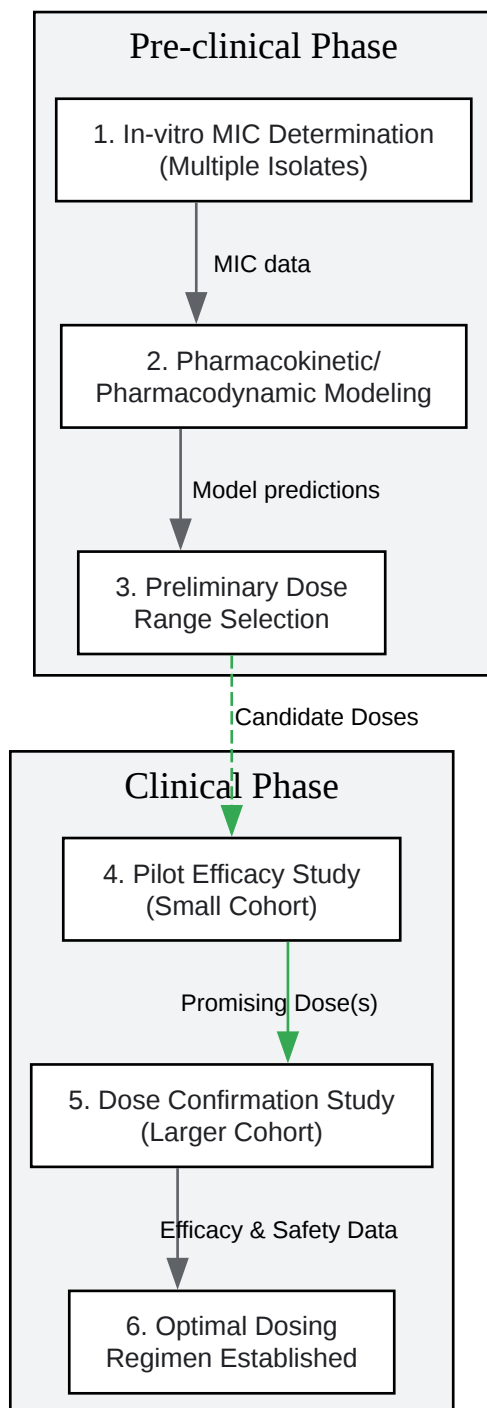 Pre-clinical Phase
1. In-vitro MIC Determination
(Multiple Isolates)
MIC data
2. Pharmacokinetic/
Pharmacodynamic Modeling
Model predictions
3. Preliminary Dose
Range Selection
Candidate Doses
Clinical Phase
4. Pilot Efficacy Study
(Small Cohort)
Promising Dose(s)
5. Dose Confirmation Study
(Larger Cohort)
Efficacy & Safety Data
6. Optimal Dosing
Regimen Established